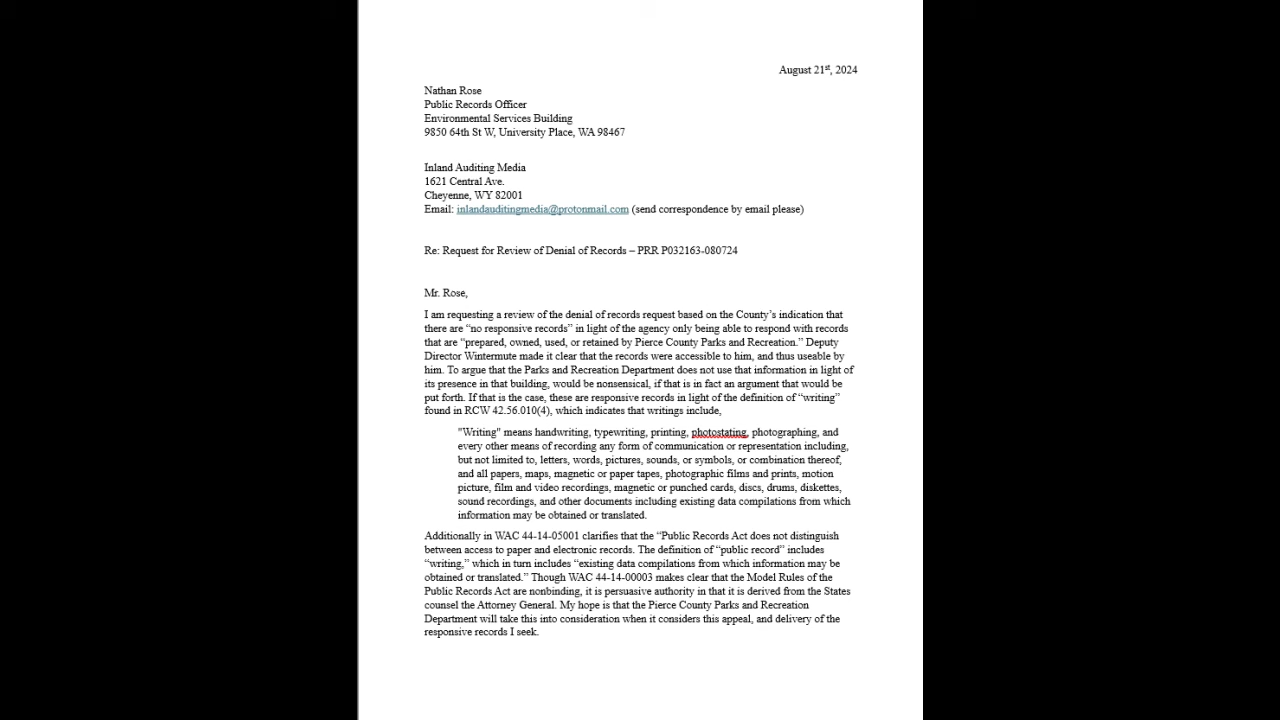 August 21st, 2024
Nathan Rose
Public Records Officer
Environmental Services Building
9850 64th St W, University Place, WA 98467
Inland Auditing Media
1621 Central Ave.
Cheyenne, WY 82001
Email: inlandauditingmedia@protonmail.com (send correspondence by email please)
Re: Request for Review of Denial of Records – PRR P032163-080724
Mr. Rose,
I am requesting a review of the denial of records request based on the County’s indication that
there are “no responsive records” in light of the agency only being able to respond with records
that are “prepared, owned, used, or retained by Pierce County Parks and Recreation.” Deputy
Director Wintermute made it clear that the records were accessible to him, and thus useable by
him. To argue that the Parks and Recreation Department does not use that information in light of
its presence in that building, would be nonsensical, if that is in fact an argument that would be
put forth. If that is the case, these are responsive records in light of the definition of “writing”
found in RCW 42.56.010(4), which indicates that writings include,
"Writing" means handwriting, typewriting, printing, photostating, photographing, and
every other means of recording any form of communication or representation including,
but not limited to, letters, words, pictures, sounds, or symbols, or combination thereof,
and all papers, maps, magnetic or paper tapes, photographic films and prints, motion
picture, film and video recordings, magnetic or punched cards, discs, drums, diskettes,
sound recordings, and other documents including existing data compilations from which
information may be obtained or translated.
Additionally in WAC 44-14-05001 clarifies that the “Public Records Act does not distinguish
between access to paper and electronic records. The definition of “public record” includes
“writing,” which in turn includes “existing data compilations from which information may be
obtained or translated.” Though WAC 44-14-00003 makes clear that the Model Rules of the
Public Records Act are nonbinding, it is persuasive authority in that it is derived from the States
counsel the Attorney General. My hope is that the Pierce County Parks and Recreation
Department will take this into consideration when it considers this appeal, and delivery of the
responsive records I seek.